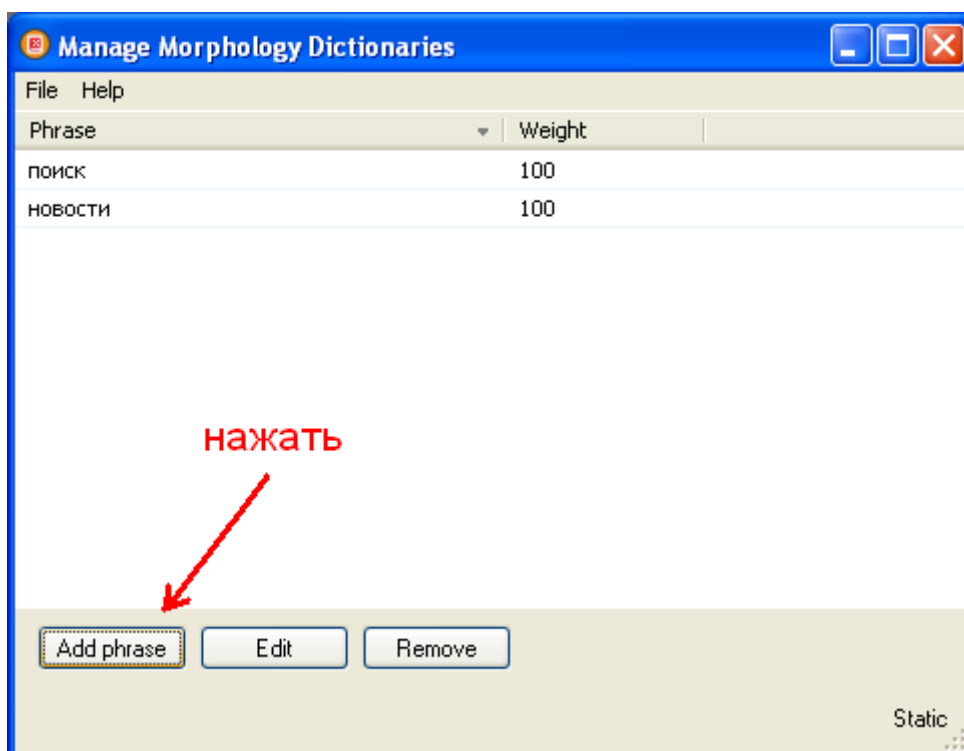 Manage Morphology Dictionaries
File Help
Phrase Weight
поиск 100
новости 100
нажать
Add phrase Edit Remove
Static